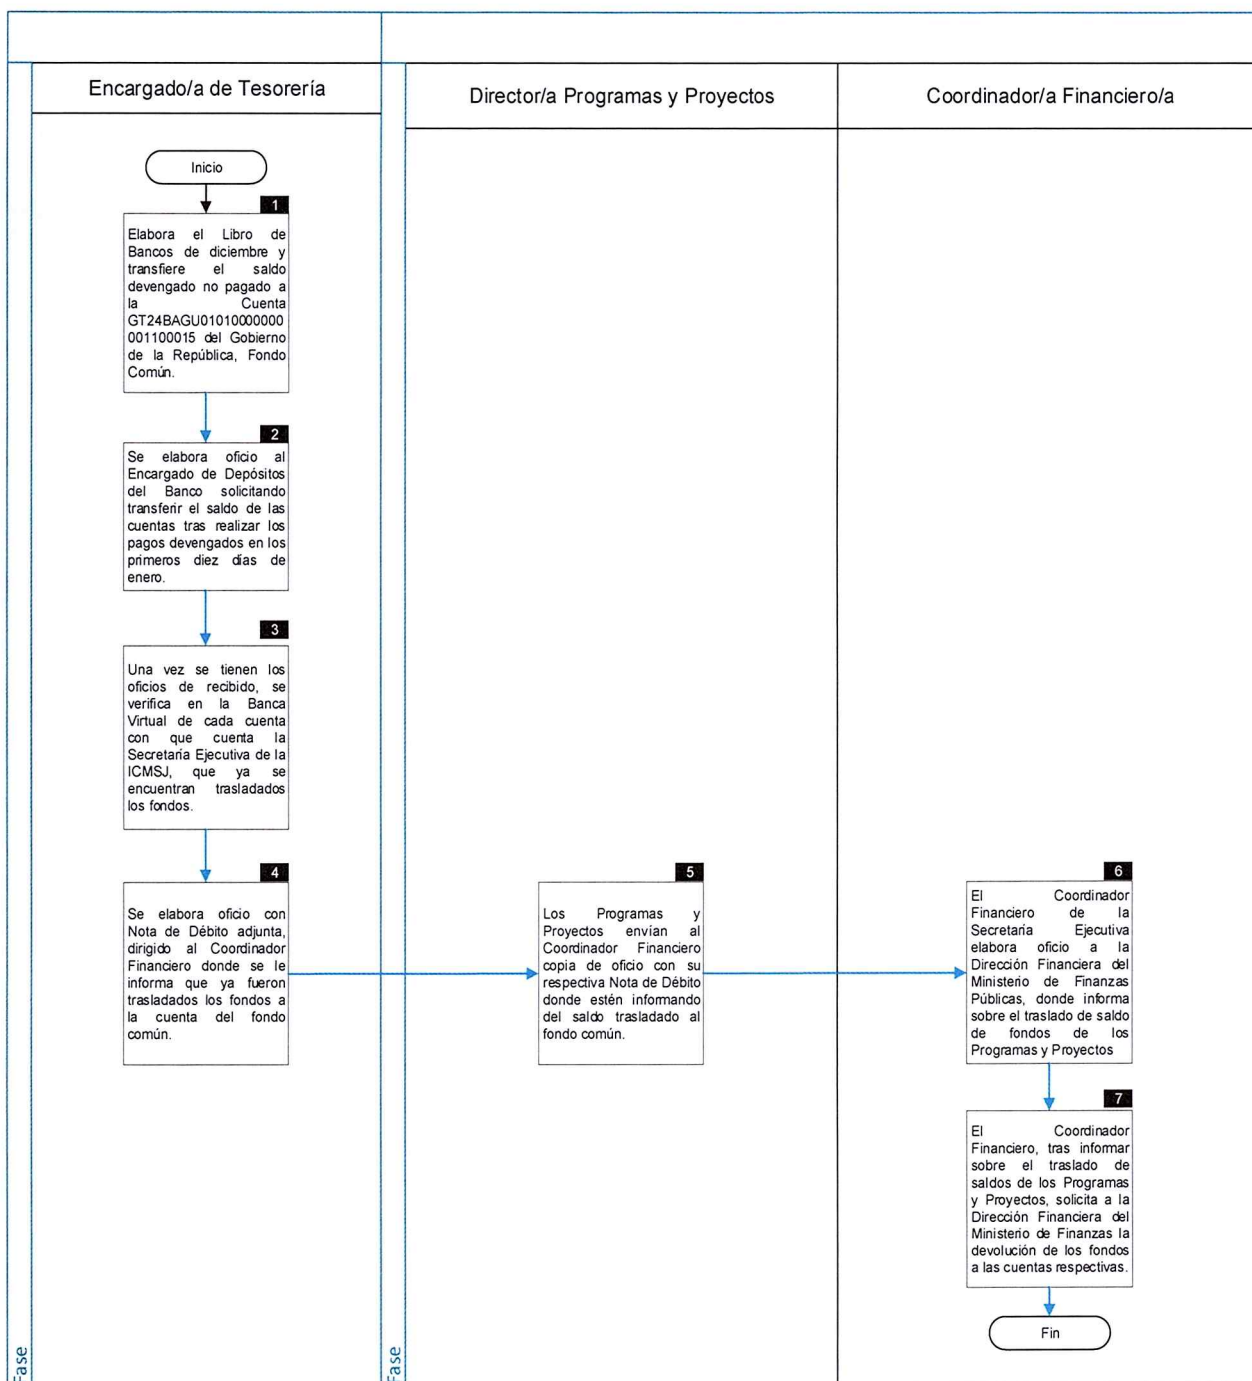 Encargado/a de Tesorería
Director/a Programas y Proyectos
Coordinador/a Financiero/a
Inicio
1
Elabora el Libro de
Bancos de diciembre y
transfiere el saldo
devengado no pagado a
la Cuenta
GT24BAGU01010000000
001100015 del Gobierno
de la República, Fondo
Común.
2
Se elabora oficio al
Encargado de Depósitos
del Banco solicitando
transferir el saldo de las
cuentas tras realizar los
pagos devengados en los
primeros diez días de
enero.
3
Una vez se tienen los
oficios de recibido, se
verifica en la Banca
Virtual de cada cuenta
con que cuenta la
Secretaría Ejecutiva de la
ICMSJ, que ya se
encuentran trasladados
los fondos.
4
Se elabora oficio con
Nota de Débito adjunta,
dirigido al Coordinador
Financiero donde se le
informa que ya fueron
trasladados los fondos a
la cuenta del fondo
común.
5
Los Programas y
Proyectos envían al
Coordinador Financiero
copia de oficio con su
respectiva Nota de Débito
donde estén informando
del saldo trasladado al
fondo común.
6
El Coordinador
Financiero de la
Secretaría Ejecutiva
elabora oficio a la
Dirección Financiera del
Ministerio de Finanzas
Públicas, donde informa
sobre el traslado de saldo
de fondos de los
Programas y Proyectos
7
El Coordinador
Financiero, tras informar
sobre el traslado de
saldos de los Programas
y Proyectos, solicita a la
Dirección Financiera del
Ministerio de Finanzas la
devolución de los fondos
a las cuentas respectivas.
Fin
Fase
Fase